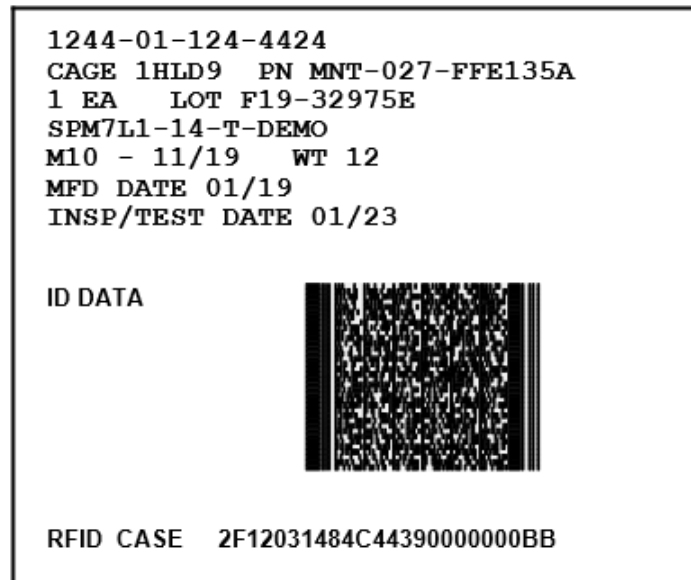 1244-01-124-4424
CAGE 1HLD9 PN MNT-027-FFE135A
1 EA LOT F19-32975E
SPM7L1-14-T-DEMO
M10 - 11/19 WT 12
MFD DATE 01/19
INSP/TEST DATE 01/23
ID DATA
RFID CASE 2F12031484C44390000000BB